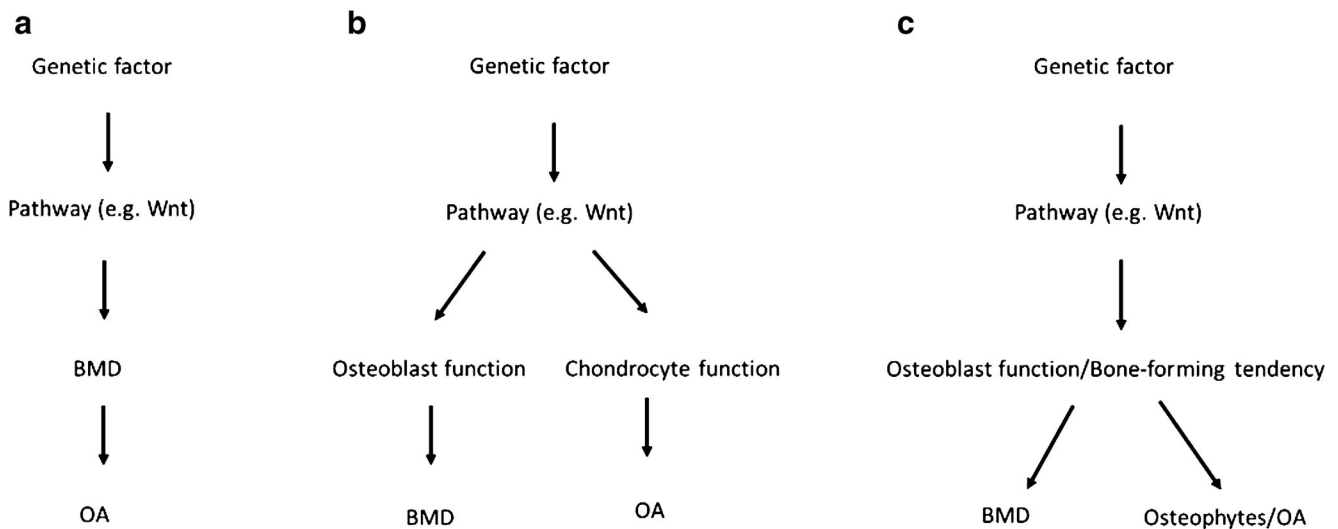 a
Genetic factor
Pathway (e.g. Wnt)
BMD
OA
b
Genetic factor
Pathway (e.g. Wnt)
Osteoblast function
Chondrocyte function
BMD
OA
c
Genetic factor
Pathway (e.g. Wnt)
Osteoblast function/Bone-forming tendency
BMD
Osteophytes/OA